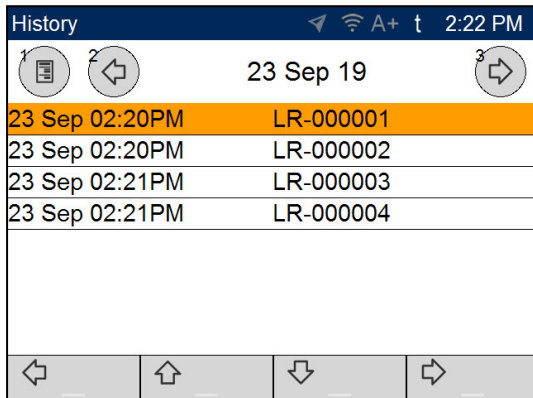 History A+ t 2:22 PM
1 2 23 Sep 19 3
23 Sep 02:20PM LR-000001
23 Sep 02:20PM LR-000002
23 Sep 02:21PM LR-000003
23 Sep 02:21PM LR-000004